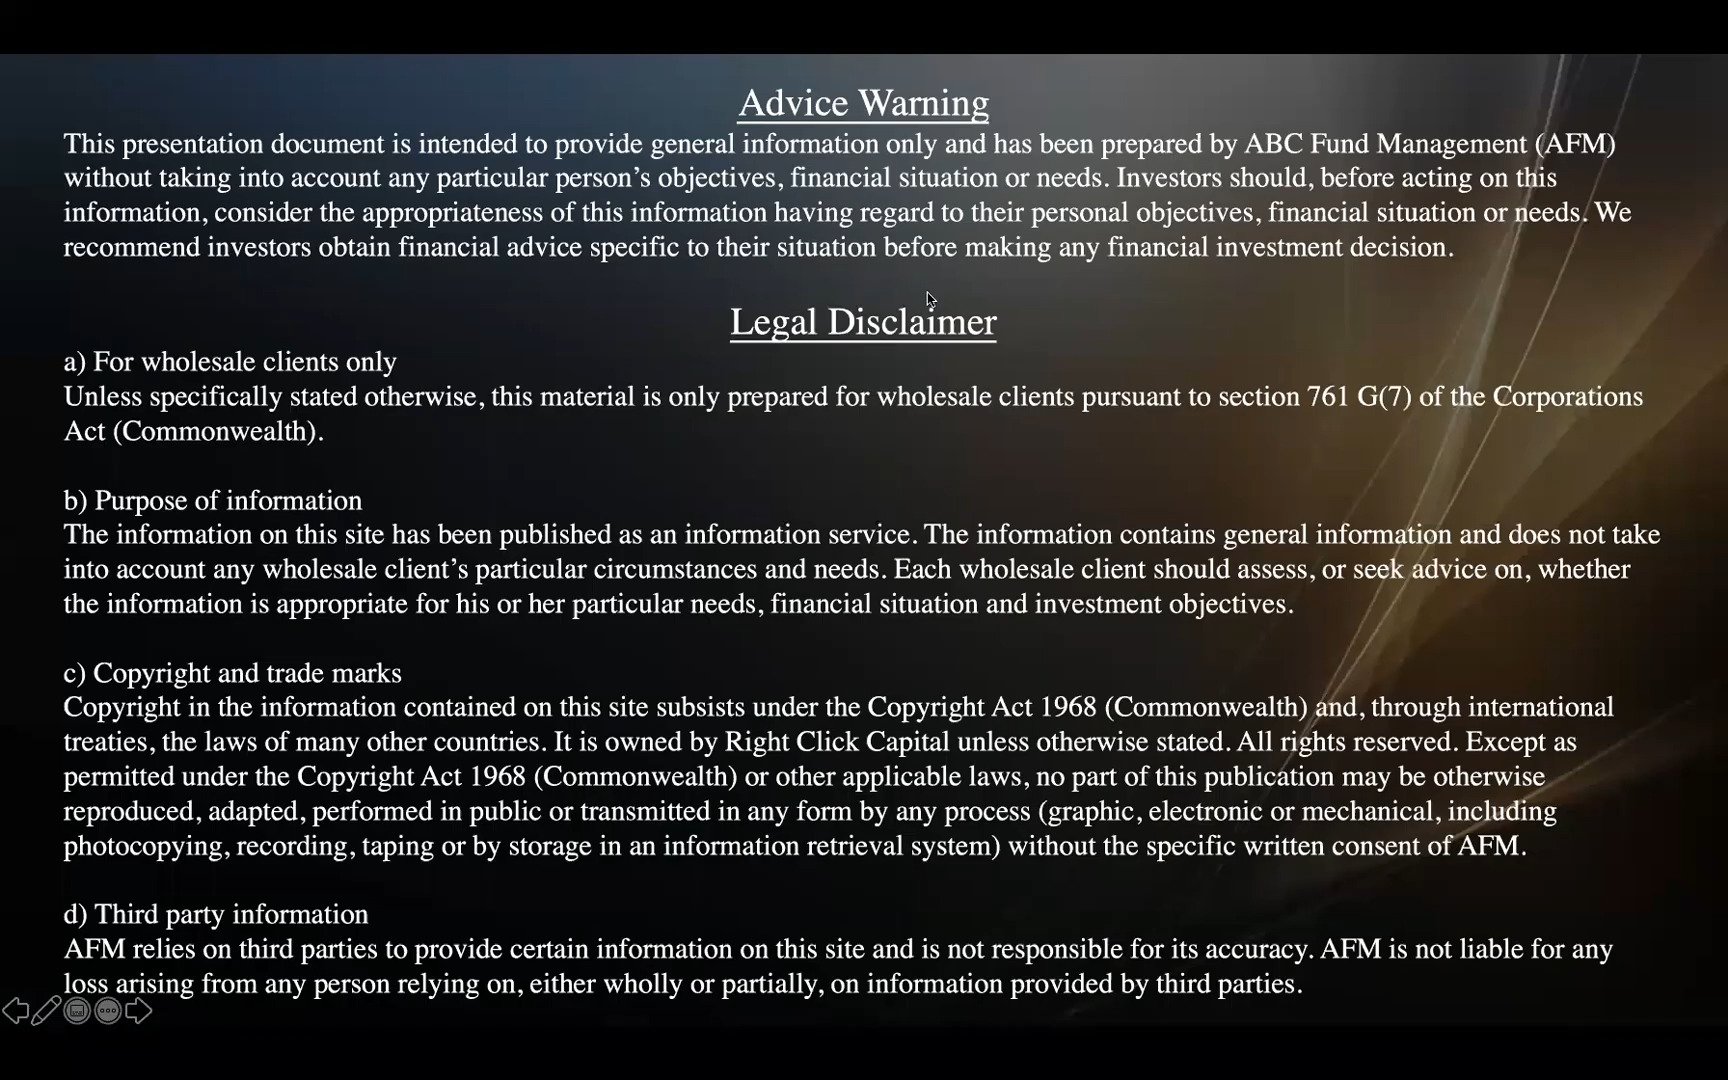 Advice Warning
This presentation document is intended to provide general information only and has been prepared by ABC Fund Management (AFM)
without taking into account any particular person’s objectives, financial situation or needs. Investors should, before acting on this
information, consider the appropriateness of this information having regard to their personal objectives, financial situation or needs. We
recommend investors obtain financial advice specific to their situation before making any financial investment decision.
Legal Disclaimer
a) For wholesale clients only
Unless specifically stated otherwise, this material is only prepared for wholesale clients pursuant to section 761 G(7) of the Corporations
Act (Commonwealth).
b) Purpose of information
The information on this site has been published as an information service. The information contains general information and does not take
into account any wholesale client’s particular circumstances and needs. Each wholesale client should assess, or seek advice on, whether
the information is appropriate for his or her particular needs, financial situation and investment objectives.
c) Copyright and trade marks
Copyright in the information contained on this site subsists under the Copyright Act 1968 (Commonwealth) and, through international
treaties, the laws of many other countries. It is owned by Right Click Capital unless otherwise stated. All rights reserved. Except as
permitted under the Copyright Act 1968 (Commonwealth) or other applicable laws, no part of this publication may be otherwise
reproduced, adapted, performed in public or transmitted in any form by any process (graphic, electronic or mechanical, including
photocopying, recording, taping or by storage in an information retrieval system) without the specific written consent of AFM.
d) Third party information
AFM relies on third parties to provide certain information on this site and is not responsible for its accuracy. AFM is not liable for any
loss arising from any person relying on, either wholly or partially, on information provided by third parties.